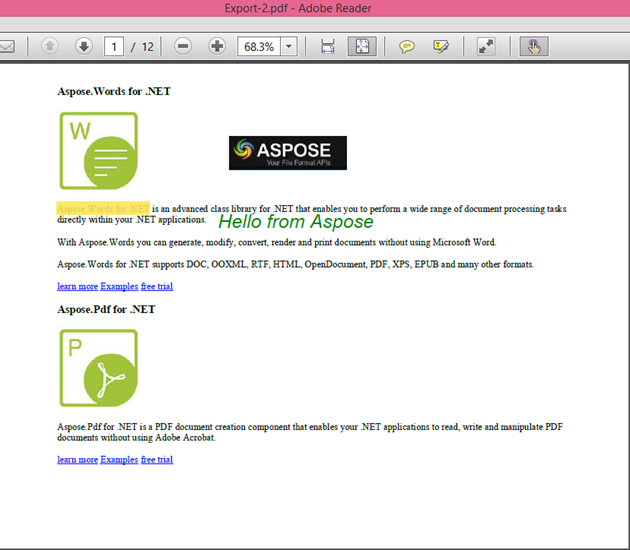 Export-2.pdf - Adobe Reader
1 / 12 68.3%
Aspose.Words for .NET
W
ASPOSE
Your File Format APIs
Aspose.Words for .NET is an advanced class library for .NET that enables you to perform a wide range of document processing tasks
directly within your .NET applications.
Hello from Aspose
With Aspose.Words you can generate, modify, convert, render and print documents without using Microsoft Word.
Aspose.Words for .NET supports DOC, OOXML, RTF, HTML, OpenDocument, PDF, XPS, EPUB and many other formats.
learn more Examples free trial
Aspose.Pdf for .NET
P
Aspose.Pdf for .NET is a PDF document creation component that enables your .NET applications to read, write and manipulate PDF
documents without using Adobe Acrobat.
learn more Examples free trial